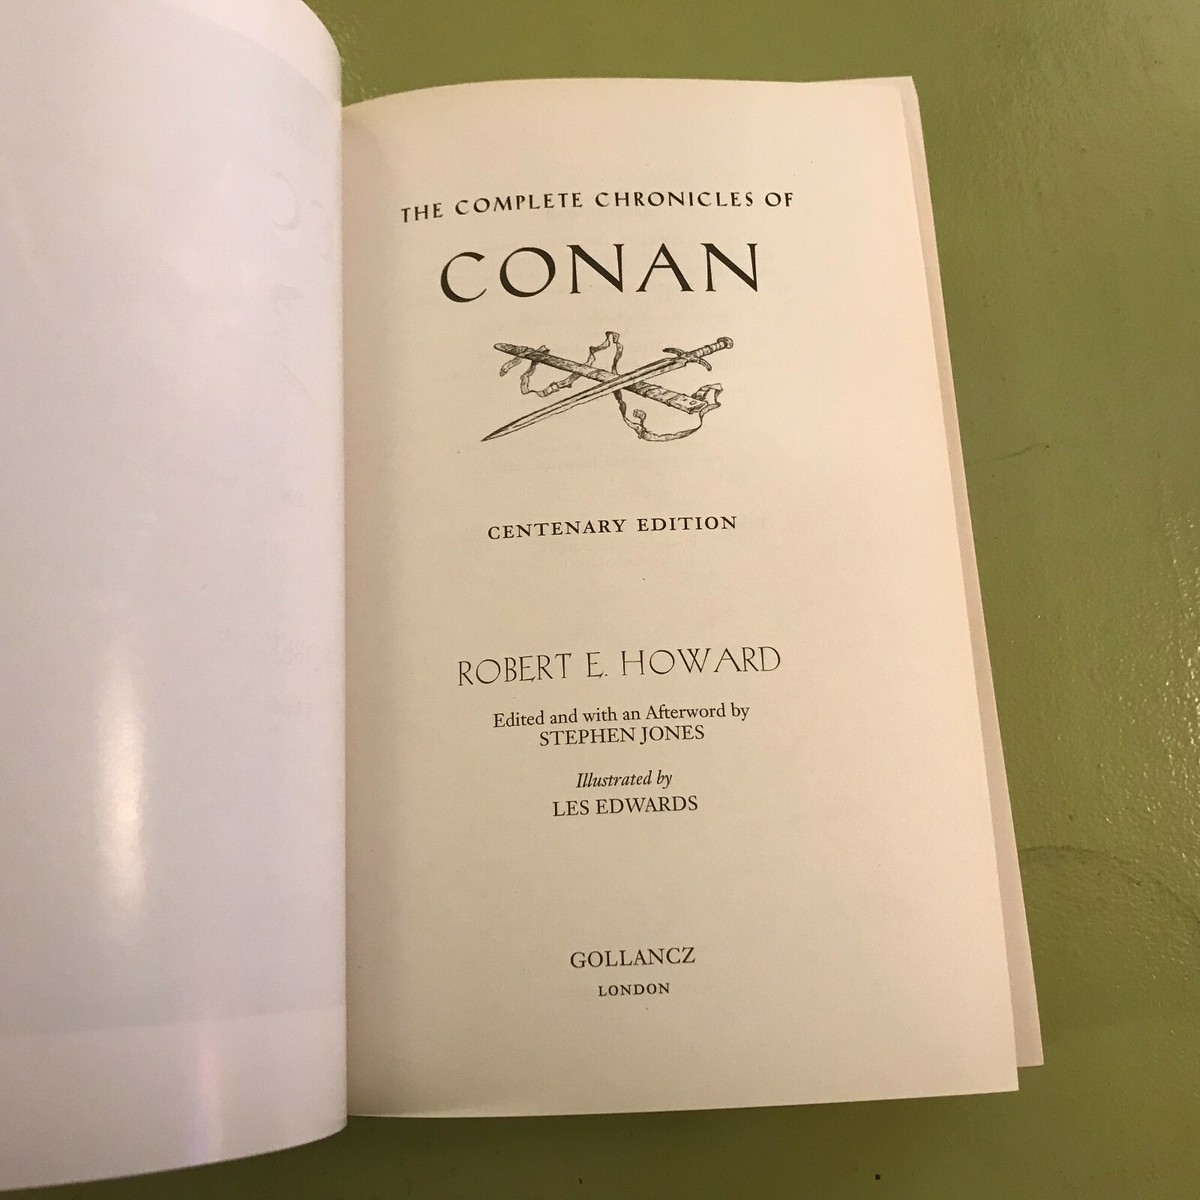 THE COMPLETE CHRONICLES OF
CONAN
CENTENARY EDITION
ROBERT E. HOWARD
Edited and with an Afterword by
STEPHEN JONES
Illustrated by
LES EDWARDS
GOLLANCZ
LONDON